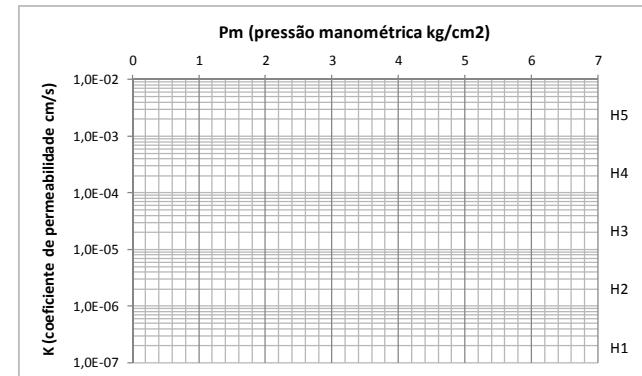 Pm (pressão manométrica kg/cm2)
0 1 2 3 4 5 6 7
K (coeficiente de permeabilidade cm/s)
1,0E-02
H5
1,0E-03
H4
1,0E-04
H3
1,0E-05
H2
1,0E-06
H1
1,0E-07